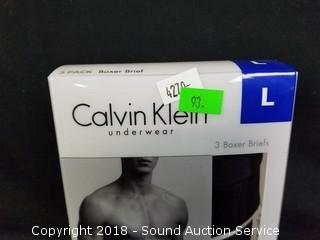 3 PACK Boxer Brief
4270-
93-
L
Calvin Klein
underwear
3 Boxer Briefs
Copyright 2018 - Sound Auction Service